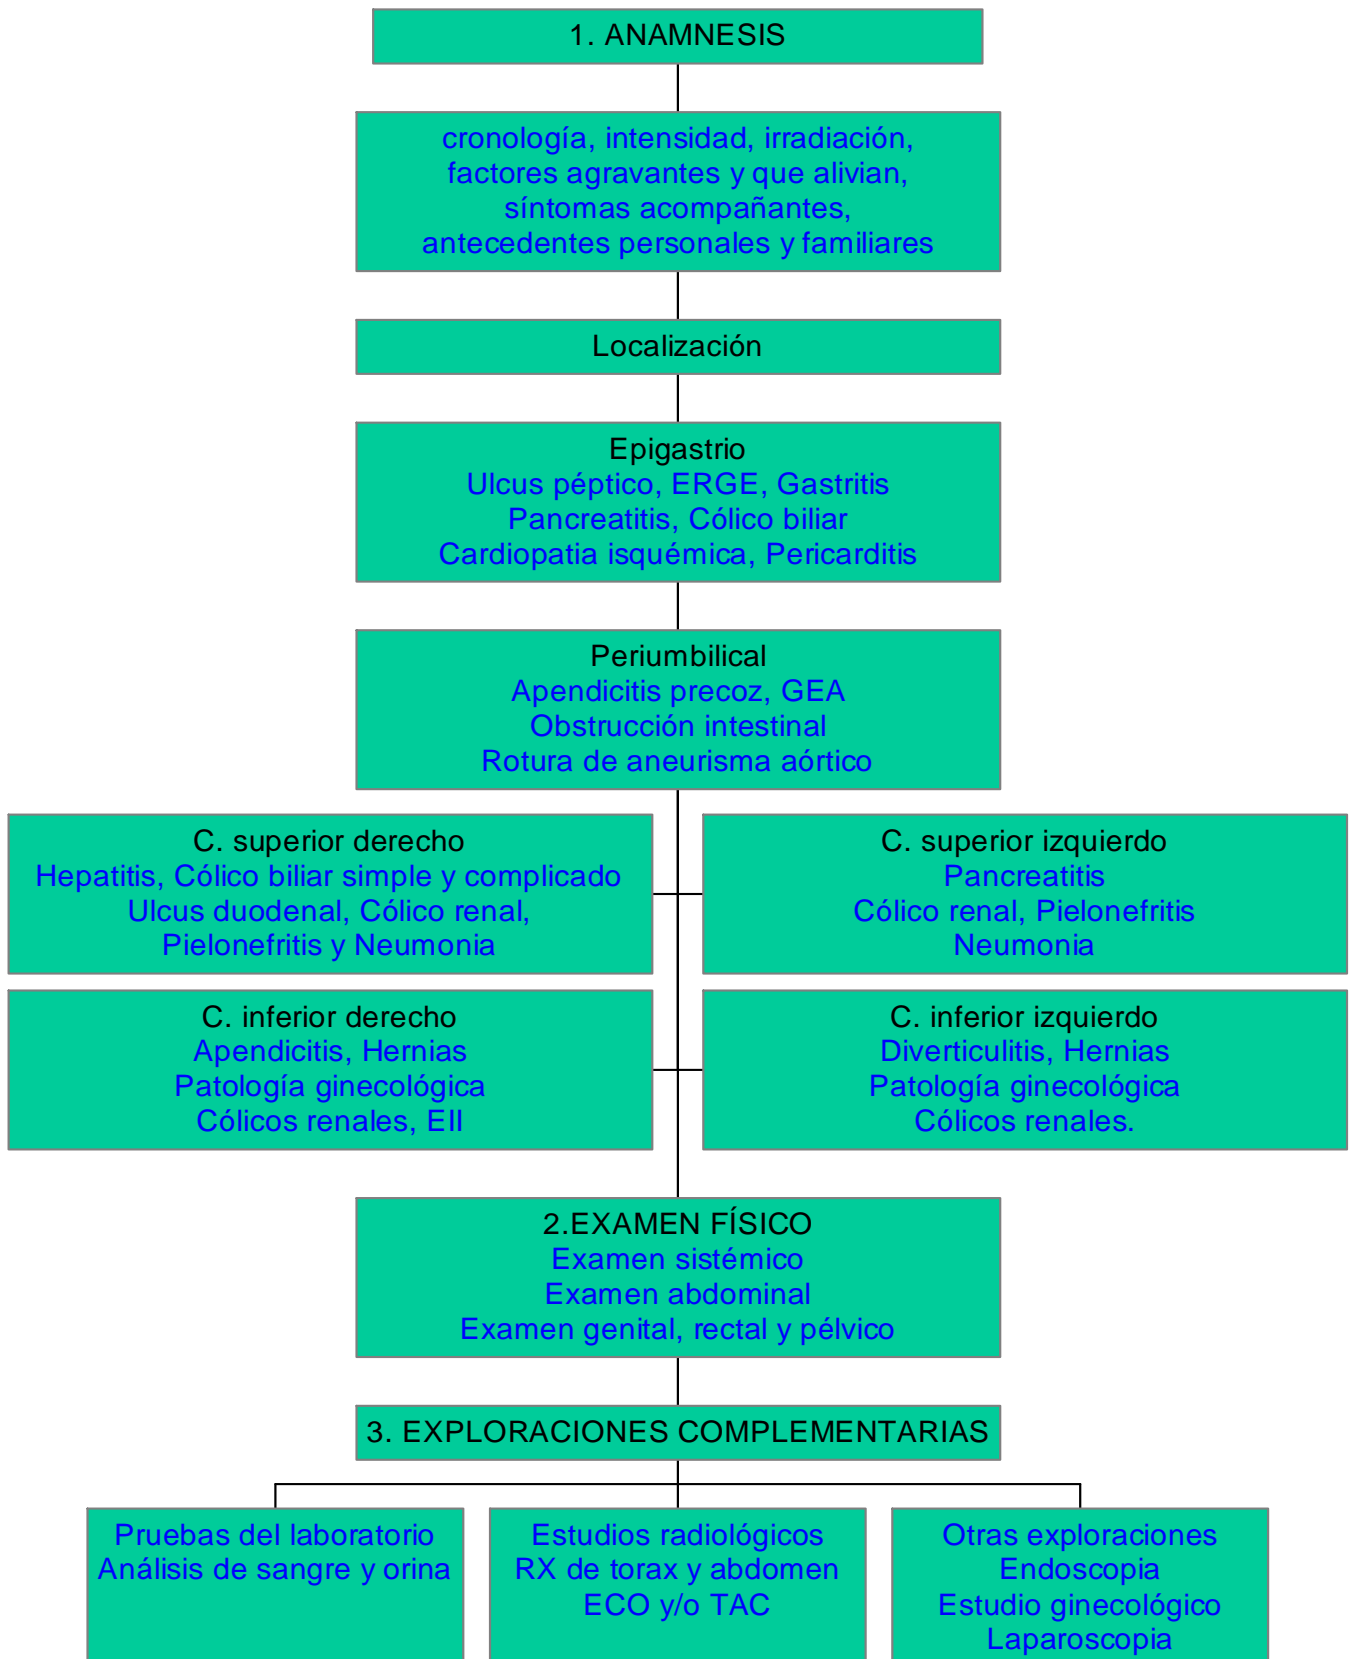 1. ANAMNESIS
cronología, intensidad, irradiación,
factores agravantes y que alivian,
síntomas acompañantes,
antecedentes personales y familiares
Localización
Epigastrio
Ulcus péptico, ERGE, Gastritis
Pancreatitis, Cólico biliar
Cardiopatia isquémica, Pericarditis
Periumbilical
Apendicitis precoz, GEA
Obstrucción intestinal
Rotura de aneurisma aórtico
C. superior derecho
Hepatitis, Cólico biliar simple y complicado
Ulcus duodenal, Cólico renal,
Pielonefritis y Neumonia
C. superior izquierdo
Pancreatitis
Cólico renal, Pielonefritis
Neumonia
C. inferior derecho
Apendicitis, Hernias
Patología ginecológica
Cólicos renales, EII
C. inferior izquierdo
Diverticulitis, Hernias
Patología ginecológica
Cólicos renales.
2.EXAMEN FÍSICO
Examen sistémico
Examen abdominal
Examen genital, rectal y pélvico
3. EXPLORACIONES COMPLEMENTARIAS
Pruebas del laboratorio
Análisis de sangre y orina
Estudios radiológicos
RX de torax y abdomen
ECO y/o TAC
Otras exploraciones
Endoscopia
Estudio ginecológico
Laparoscopia